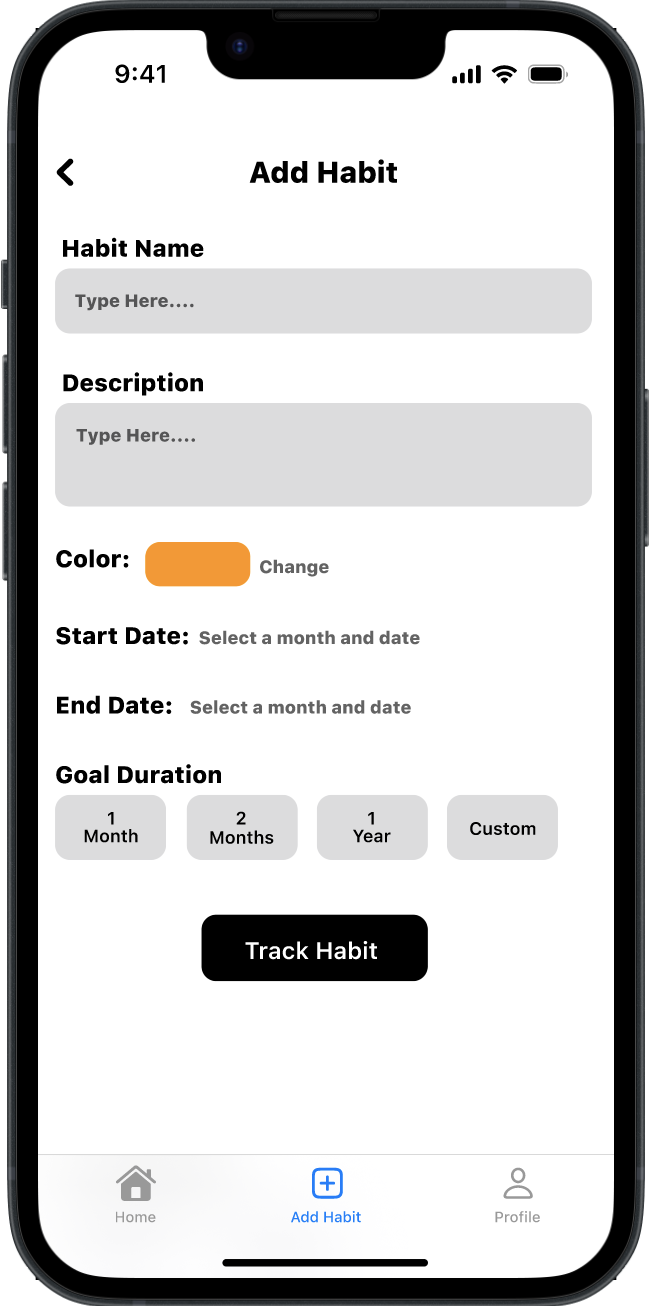 9:41
Add Habit
Habit Name
Type Here....
Description
Type Here....
Color: Change
Start Date: Select a month and date
End Date: Select a month and date
Goal Duration
1 Month
2 Months
1 Year
Custom
Track Habit
Home
Add Habit
Profile